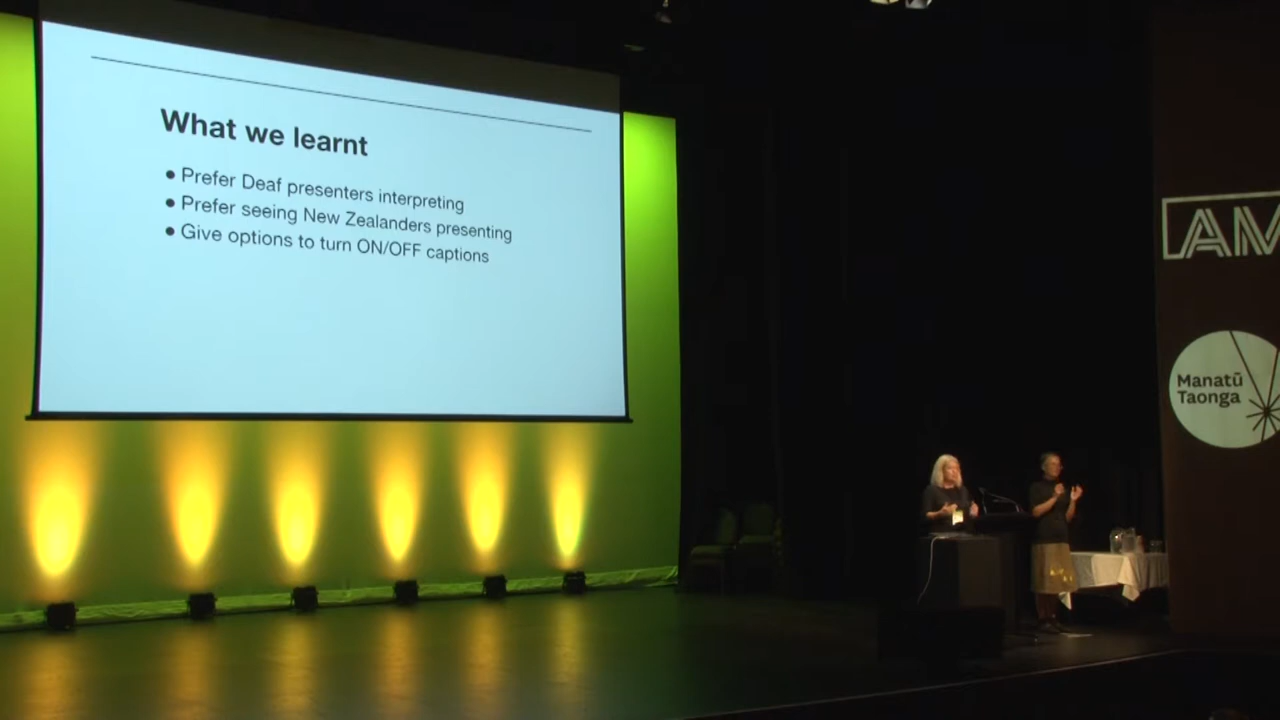 What we learnt
● Prefer Deaf presenters interpreting
● Prefer seeing New Zealanders presenting
● Give options to turn ON/OFF captions
AM
Manatū
Taonga